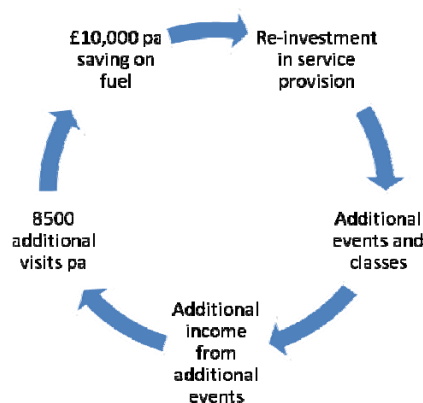 £10,000 pa
saving on
fuel
Re-investment
in service
provision
Additional
events and
classes
Additional
income
from
additional
events
8500
additional
visits pa